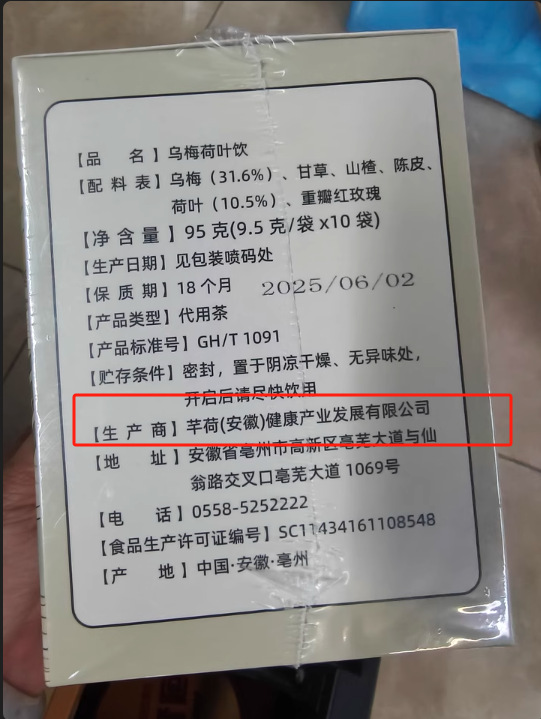 【品 名】乌梅荷叶饮
【配 料 表】乌梅（31.6%）、甘草、山楂、陈皮、
荷叶（10.5%）、重瓣红玫瑰
【净 含 量】95 克(9.5 克/袋 x10 袋)
【生产日期】见包装喷码处
【保 质 期】18 个月 2025/06/02
【产品类型】代用茶
【产品标准号】GH/T 1091
【贮存条件】密封，置于阴凉干燥、无异味处，
开启后请尽快饮用
【生 产 商】芊荷(安徽)健康产业发展有限公司
【地 址】安徽省亳州市高新区亳芜大道与仙
翁路交叉口亳芜大道 1069号
【电 话】0558-5252222
【食品生产许可证编号】SC11434161108548
【产 地】中国·安徽·亳州